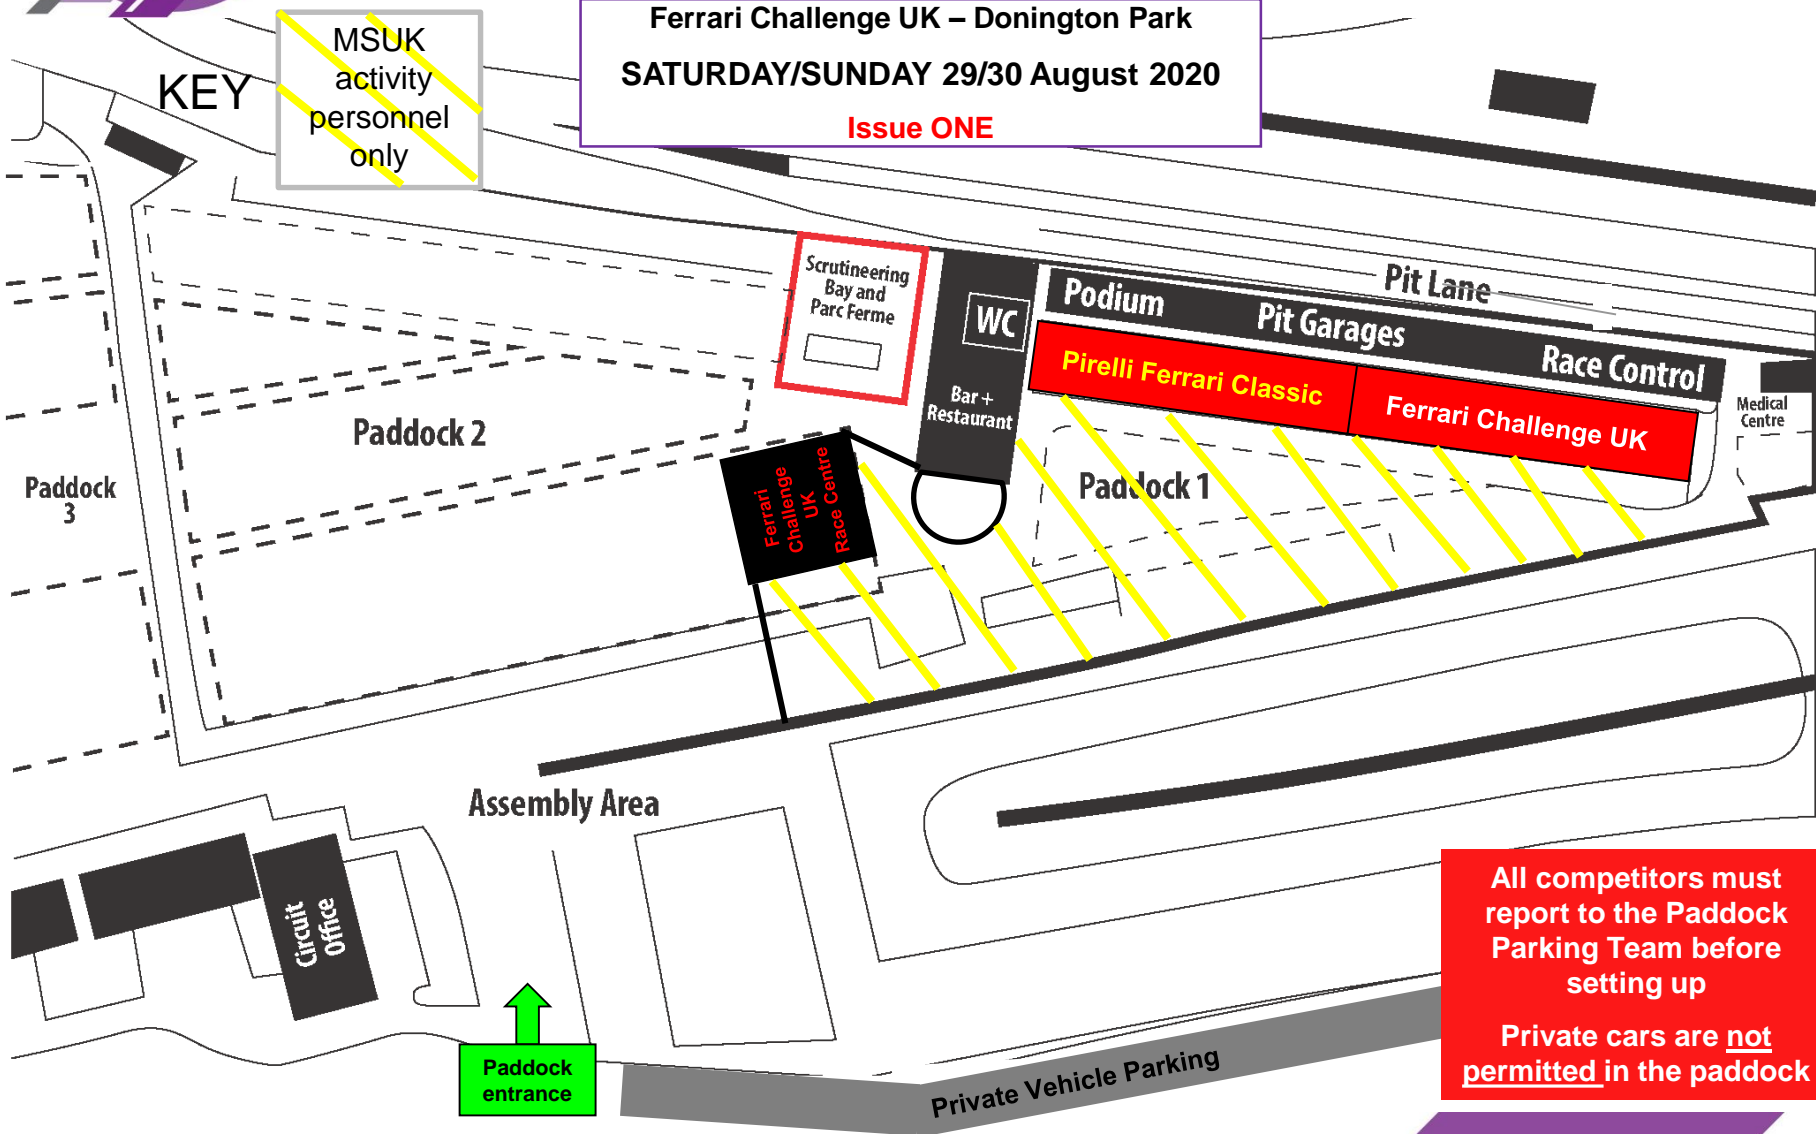 Ferrari Challenge UK – Donington Park
SATURDAY/SUNDAY 29/30 August 2020
Issue ONE
KEY
MSUK
activity
personnel
only
Scrutineering
Bay and
Parc Ferme
WC
Bar +
Restaurant
Podium
Pit Garages
Race Control
Pit Lane
Pirelli Ferrari Classic
Ferrari Challenge UK
Medical
Centre
Paddock 1
Paddock 2
Paddock
3
Ferrari
Challenge
UK
Race Centre
Assembly Area
Circuit
Office
Paddock
entrance
Private Vehicle Parking
All competitors must
report to the Paddock
Parking Team before
setting up
Private cars are not
permitted in the paddock